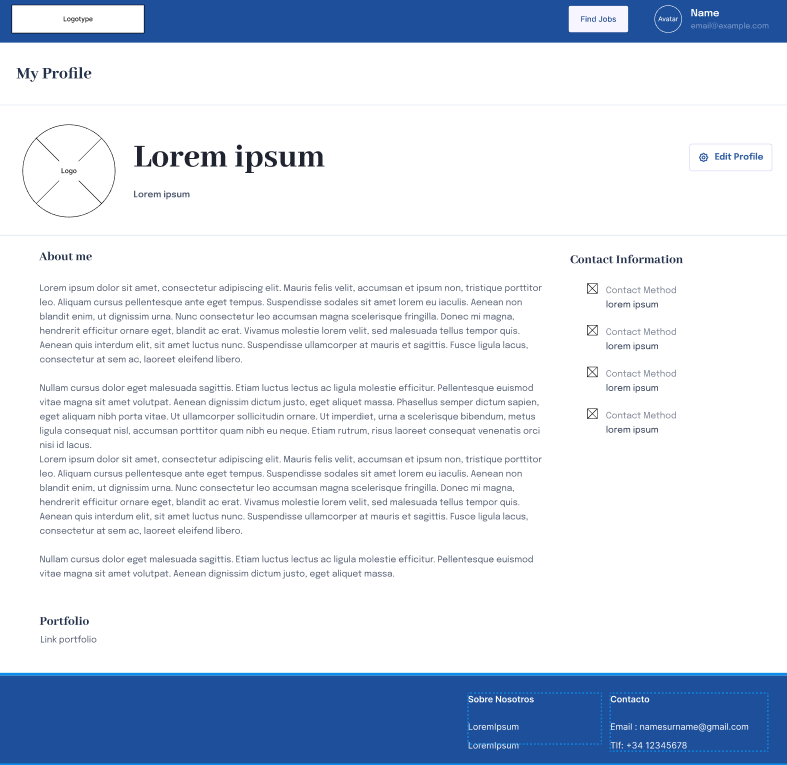 Logotype
Find Jobs
Avatar
Name
email@example.com
My Profile
Logo
Lorem ipsum
Lorem ipsum
Edit Profile
About me
Lorem ipsum dolor sit amet, consectetur adipiscing elit. Mauris felis velit, accumsan et ipsum non, tristique porttitor
leo. Aliquam cursus pellentesque ante eget tempus. Suspendisse sodales sit amet lorem eu iaculis. Aenean non
blandit enim, ut dignissim urna. Nunc consectetur leo accumsan magna scelerisque fringilla. Donec mi magna,
hendrerit efficitur ornare eget, blandit ac erat. Vivamus molestie lorem velit, sed malesuada tellus tempor quis.
Aenean quis interdum elit, sit amet luctus nunc. Suspendisse ullamcorper at mauris et sagittis. Fusce ligula lacus,
consectetur at sem ac, laoreet eleifend libero.
Nullam cursus dolor eget malesuada sagittis. Etiam luctus lectus ac ligula molestie efficitur. Pellentesque euismod
vitae magna sit amet volutpat. Aenean dignissim dictum justo, eget aliquet massa. Phasellus semper dictum sapien,
eget aliquam nibh porta vitae. Ut ullamcorper sollicitudin ornare. Ut imperdiet, urna a scelerisque bibendum, metus
ligula consequat nisl, accumsan porttitor quam nibh eu neque. Etiam rutrum, risus laoreet consequat venenatis orci
nisi id lacus.
Lorem ipsum dolor sit amet, consectetur adipiscing elit. Mauris felis velit, accumsan et ipsum non, tristique porttitor
leo. Aliquam cursus pellentesque ante eget tempus. Suspendisse sodales sit amet lorem eu iaculis. Aenean non
blandit enim, ut dignissim urna. Nunc consectetur leo accumsan magna scelerisque fringilla. Donec mi magna,
hendrerit efficitur ornare eget, blandit ac erat. Vivamus molestie lorem velit, sed malesuada tellus tempor quis.
Aenean quis interdum elit, sit amet luctus nunc. Suspendisse ullamcorper at mauris et sagittis. Fusce ligula lacus,
consectetur at sem ac, laoreet eleifend libero.
Nullam cursus dolor eget malesuada sagittis. Etiam luctus lectus ac ligula molestie efficitur. Pellentesque euismod
vitae magna sit amet volutpat. Aenean dignissim dictum justo, eget aliquet massa.
Portfolio
Link portfolio
Contact Information
Contact Method
lorem ipsum
Contact Method
lorem ipsum
Contact Method
lorem ipsum
Contact Method
lorem ipsum
Sobre Nosotros
LoremIpsum
LoremIpsum
Contacto
Email : namesurname@gmail.com
Tlf: +34 12345678